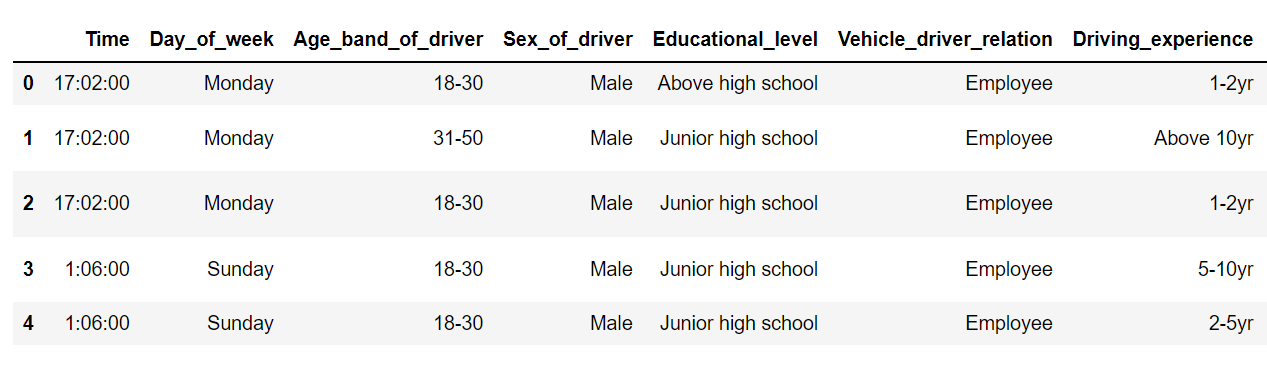 Time Day_of_week Age_band_of_driver Sex_of_driver Educational_level Vehicle_driver_relation Driving_experience
0 17:02:00 Monday 18-30 Male Above high school Employee 1-2yr
1 17:02:00 Monday 31-50 Male Junior high school Employee Above 10yr
2 17:02:00 Monday 18-30 Male Junior high school Employee 1-2yr
3 1:06:00 Sunday 18-30 Male Junior high school Employee 5-10yr
4 1:06:00 Sunday 18-30 Male Junior high school Employee 2-5yr